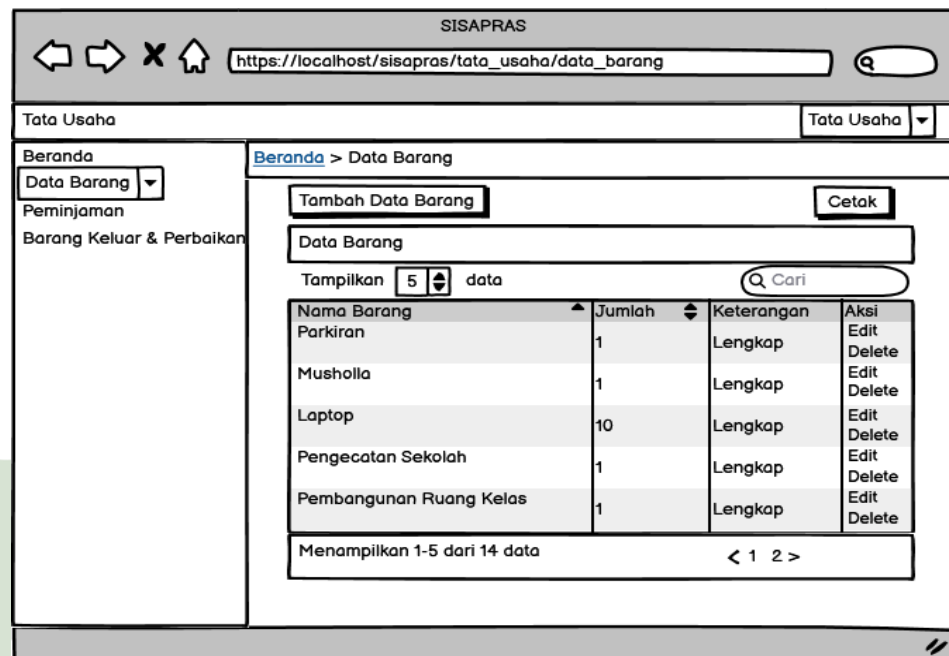 SISAPRAS
https://localhost/sisapras/tata_usaha/data_barang
Tata Usaha
Tata Usaha
Beranda
Data Barang
Peminjaman
Barang Keluar & Perbaikan
Beranda > Data Barang
Tambah Data Barang
Cetak
Data Barang
Tampilkan 5 data
Cari
Nama Barang Jumlah Keterangan Aksi
Parkiran 1 Lengkap Edit
Delete
Musholla 1 Lengkap Edit
Delete
Laptop 10 Lengkap Edit
Delete
Pengecatan Sekolah 1 Lengkap Edit
Delete
Pembangunan Ruang Kelas 1 Lengkap Edit
Delete
Menampilkan 1-5 dari 14 data < 1 2 >